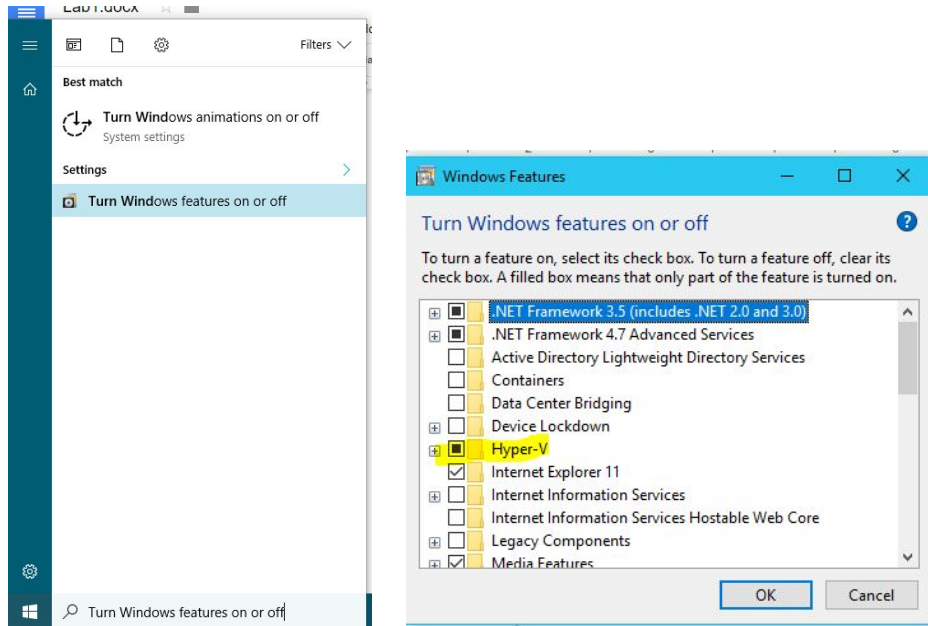 Lab1.docx
Filters
Best match
Turn Windows animations on or off
System settings
Settings
Turn Windows features on or off
Turn Windows features on or off
Windows Features
Turn Windows features on or off
To turn a feature on, select its check box. To turn a feature off, clear its
check box. A filled box means that only part of the feature is turned on.
.NET Framework 3.5 (includes .NET 2.0 and 3.0)
.NET Framework 4.7 Advanced Services
Active Directory Lightweight Directory Services
Containers
Data Center Bridging
Device Lockdown
Hyper-V
Internet Explorer 11
Internet Information Services
Internet Information Services Hostable Web Core
Legacy Components
Media Features
OK
Cancel